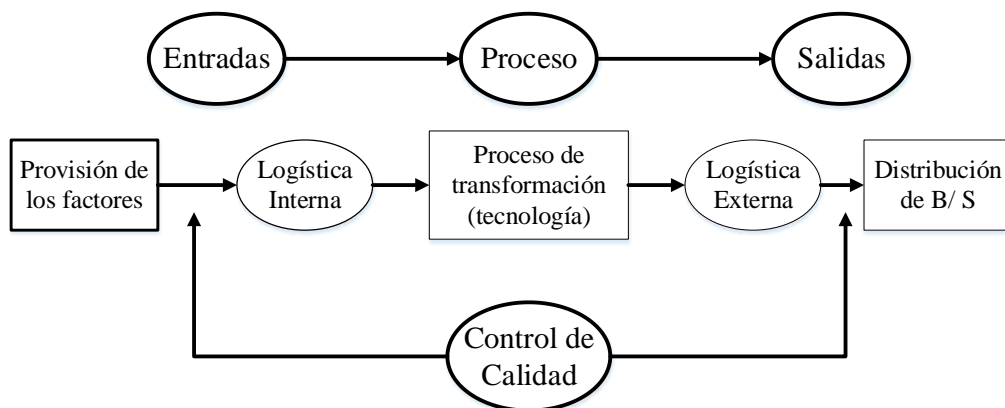 Entradas
Proceso
Salidas
Provisión de
los factores
Logística
Interna
Proceso de
transformación
(tecnología)
Logística
Externa
Distribución
de B/ S
Control de
Calidad